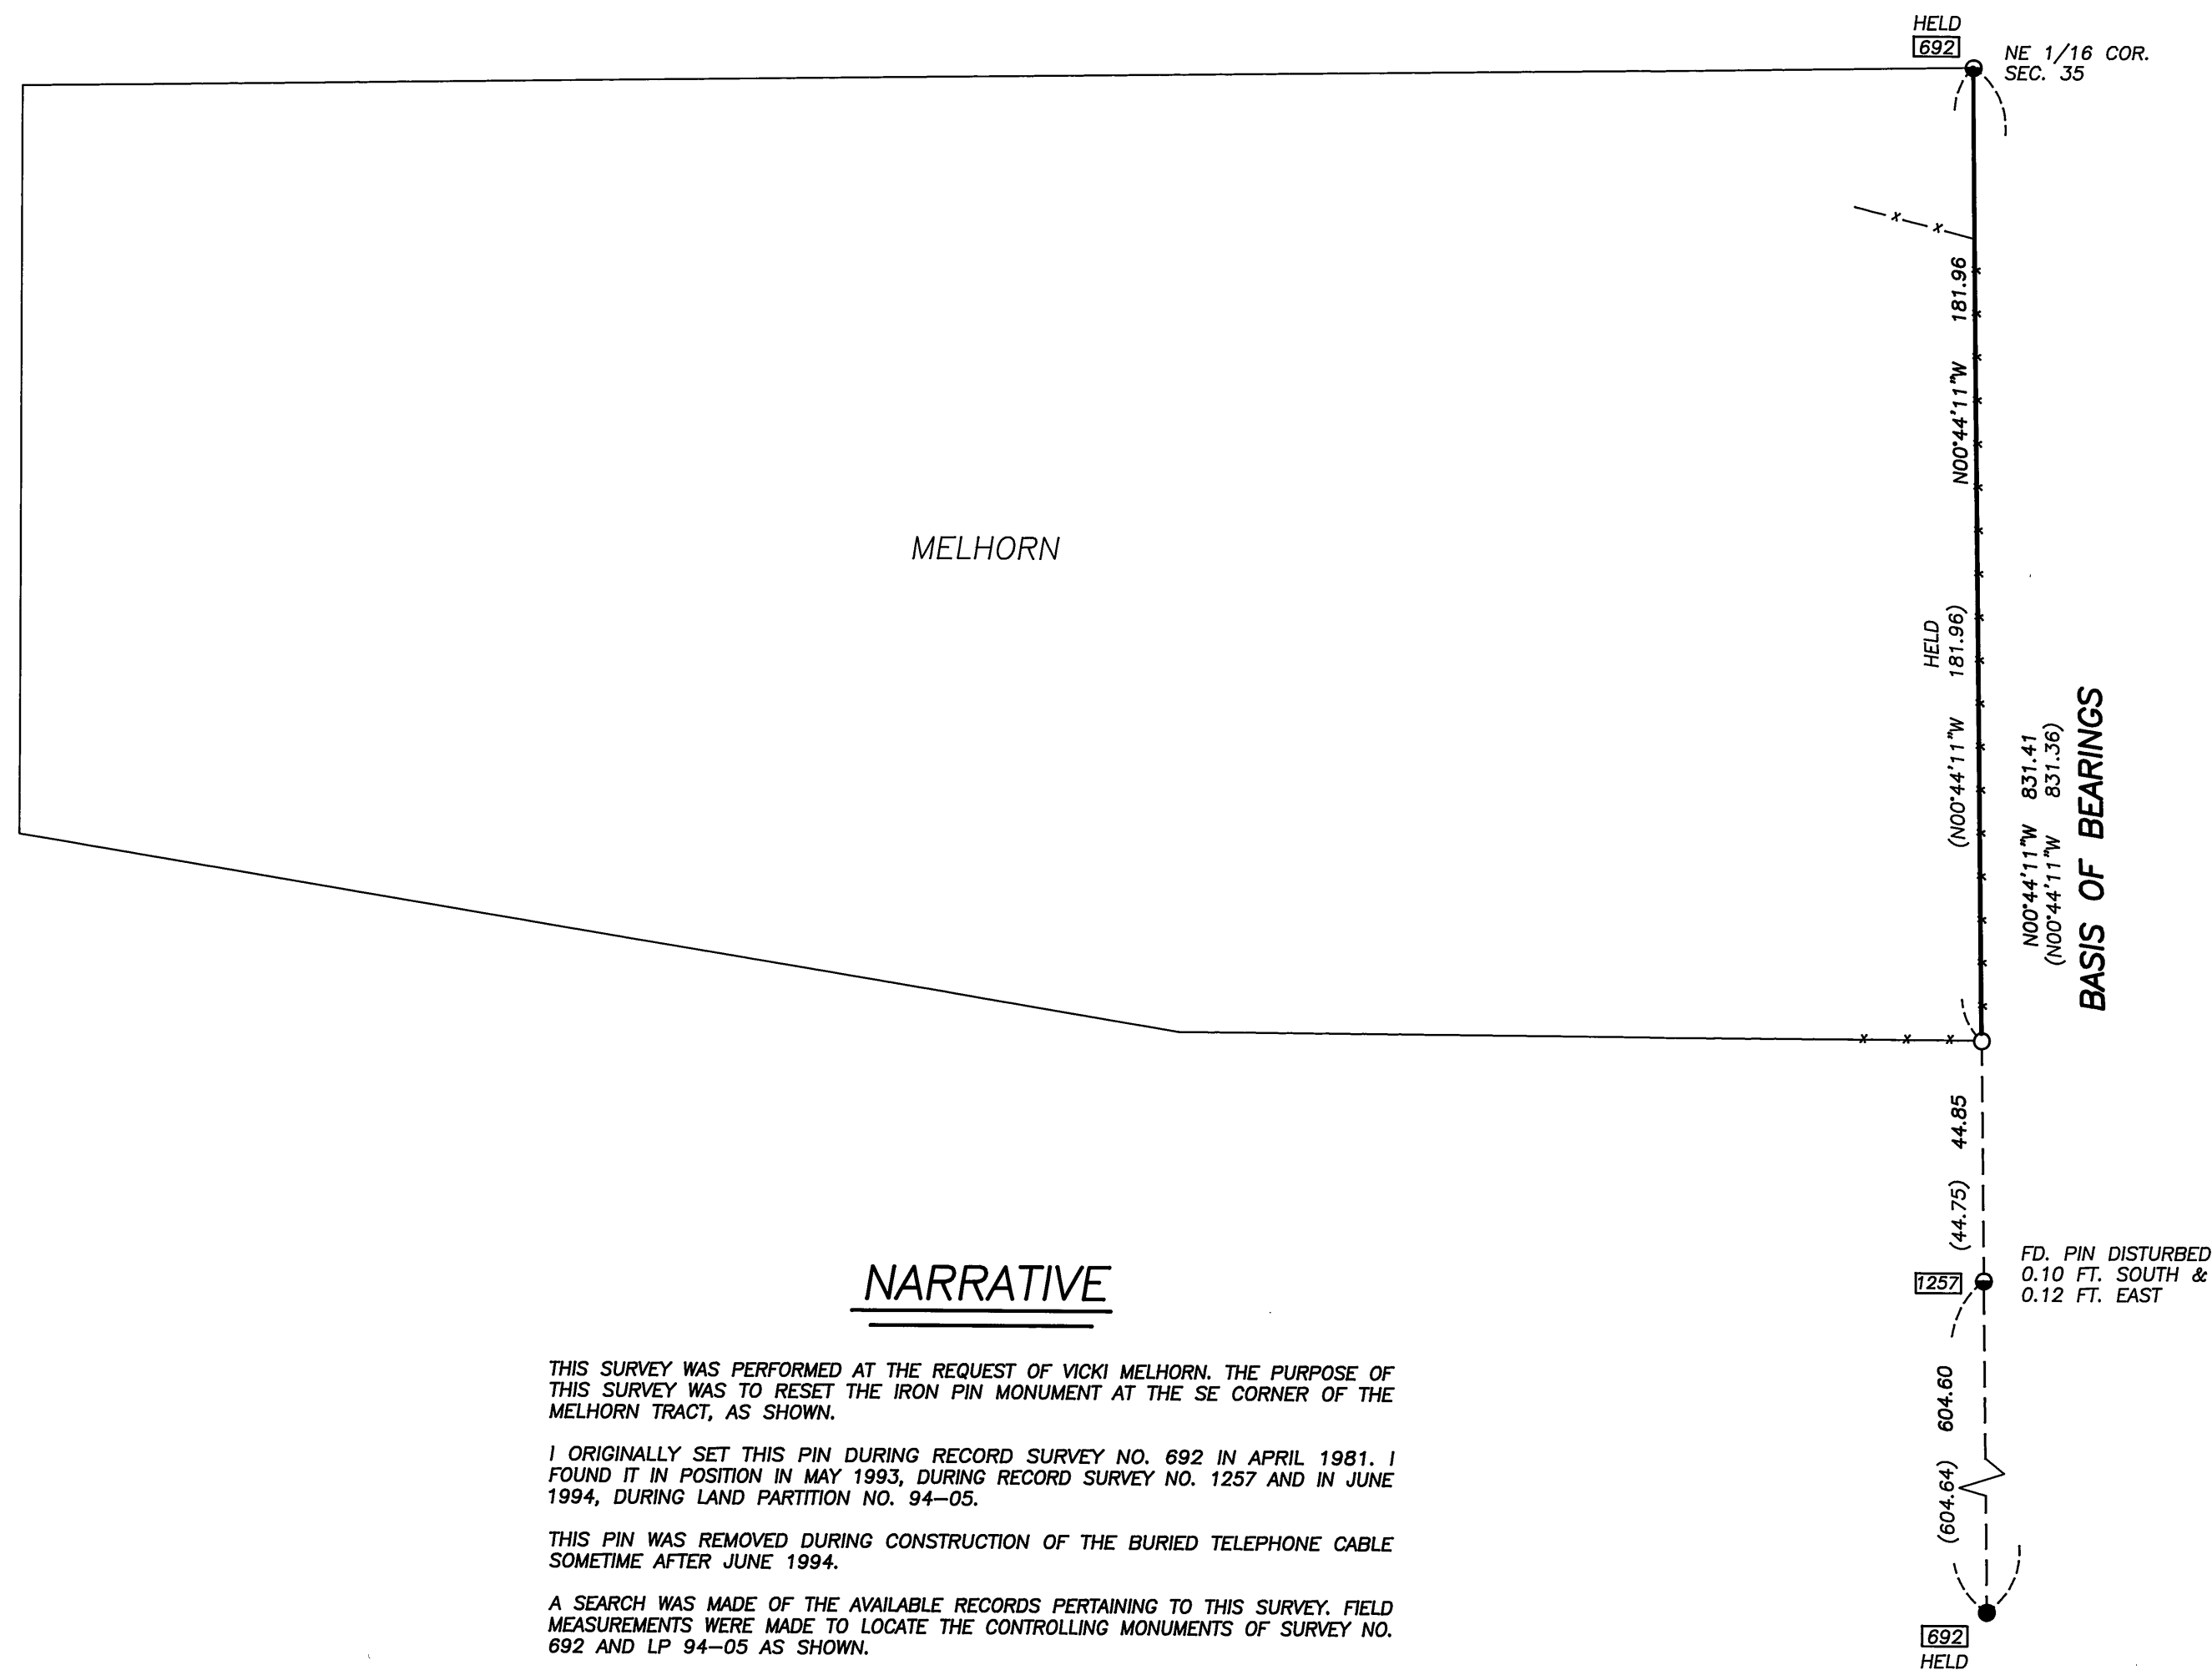 HELD
692
NE 1/16 COR.
SEC. 35
N00°44'11"W 181.96
MELHORN
HELD
(N00°44'11"W 181.96)
N00°44'11"W 831.41
(N00°44'11"W 831.36)
BASIS OF BEARINGS
(44.75) 44.85
1257
FD. PIN DISTURBED
0.10 FT. SOUTH &
0.12 FT. EAST
(604.64) 604.60
692
HELD
NARRATIVE
THIS SURVEY WAS PERFORMED AT THE REQUEST OF VICKI MELHORN. THE PURPOSE OF
THIS SURVEY WAS TO RESET THE IRON PIN MONUMENT AT THE SE CORNER OF THE
MELHORN TRACT, AS SHOWN.
I ORIGINALLY SET THIS PIN DURING RECORD SURVEY NO. 692 IN APRIL 1981. I
FOUND IT IN POSITION IN MAY 1993, DURING RECORD SURVEY NO. 1257 AND IN JUNE
1994, DURING LAND PARTITION NO. 94-05.
THIS PIN WAS REMOVED DURING CONSTRUCTION OF THE BURIED TELEPHONE CABLE
SOMETIME AFTER JUNE 1994.
A SEARCH WAS MADE OF THE AVAILABLE RECORDS PERTAINING TO THIS SURVEY. FIELD
MEASUREMENTS WERE MADE TO LOCATE THE CONTROLLING MONUMENTS OF SURVEY NO.
692 AND LP 94-05 AS SHOWN.